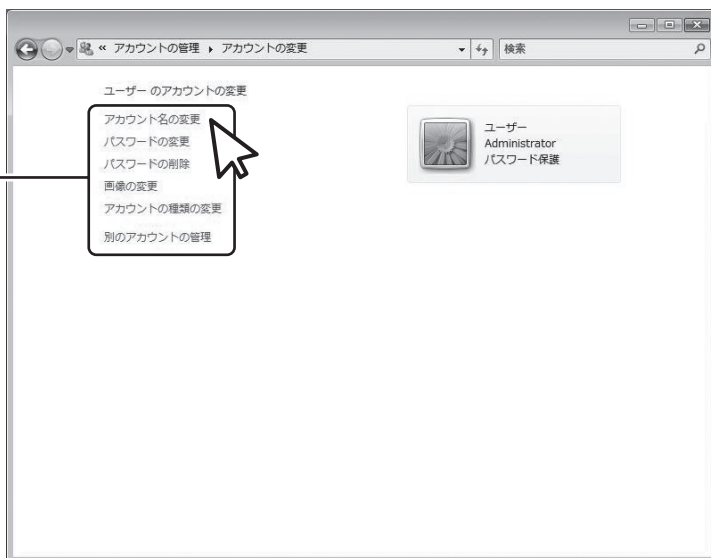 « アカウントの管理 ▸ アカウントの変更
検索
ユーザー のアカウントの変更
アカウント名の変更
パスワードの変更
パスワードの削除
画像の変更
アカウントの種類の変更
別のアカウントの管理
ユーザー
Administrator
パスワード保護